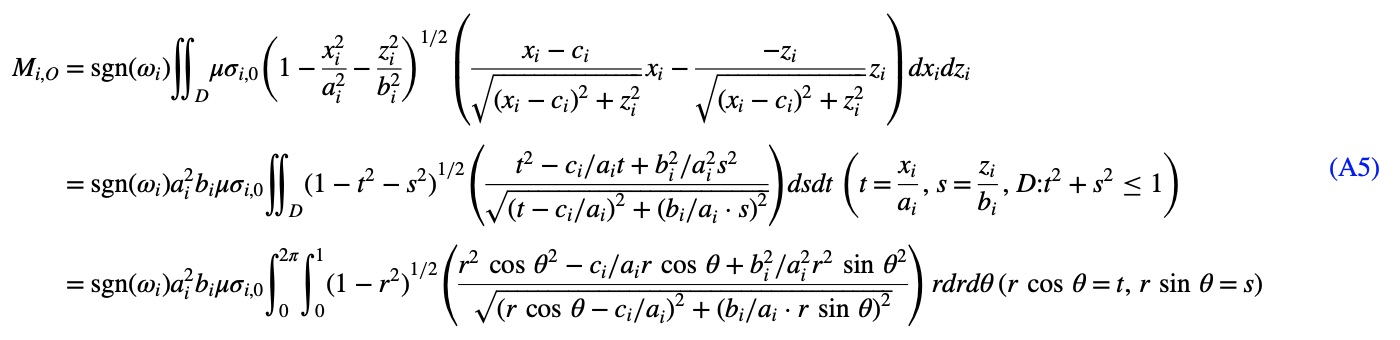 M_{i,O} = sgn(ω_i)∬_D μσ_{i,0}(1 − x_i^2/a_i^2 − z_i^2/b_i^2)^{1/2} ((x_i − c_i)/√((x_i − c_i)^2 + z_i^2) x_i − (−z_i)/√((x_i − c_i)^2 + z_i^2) z_i) dx_i dz_i
= sgn(ω_i)a_i^2 b_i μσ_{i,0}∬_D (1 − t^2 − s^2)^{1/2} ((t^2 − c_i/a_i t + b_i^2/a_i^2 s^2)/√((t − c_i/a_i)^2 + (b_i/a_i · s)^2)) dsdt (t = x_i/a_i, s = z_i/b_i, D:t^2 + s^2 ≤ 1) (A5)
= sgn(ω_i)a_i^2 b_i μσ_{i,0}∫_0^{2π}∫_0^1 (1 − r^2)^{1/2} ((r^2 cos θ^2 − c_i/a_i r cos θ + b_i^2/a_i^2 r^2 sin θ^2)/√((r cos θ − c_i/a_i)^2 + (b_i/a_i · r sin θ)^2)) rdrdθ (r cos θ = t, r sin θ = s)